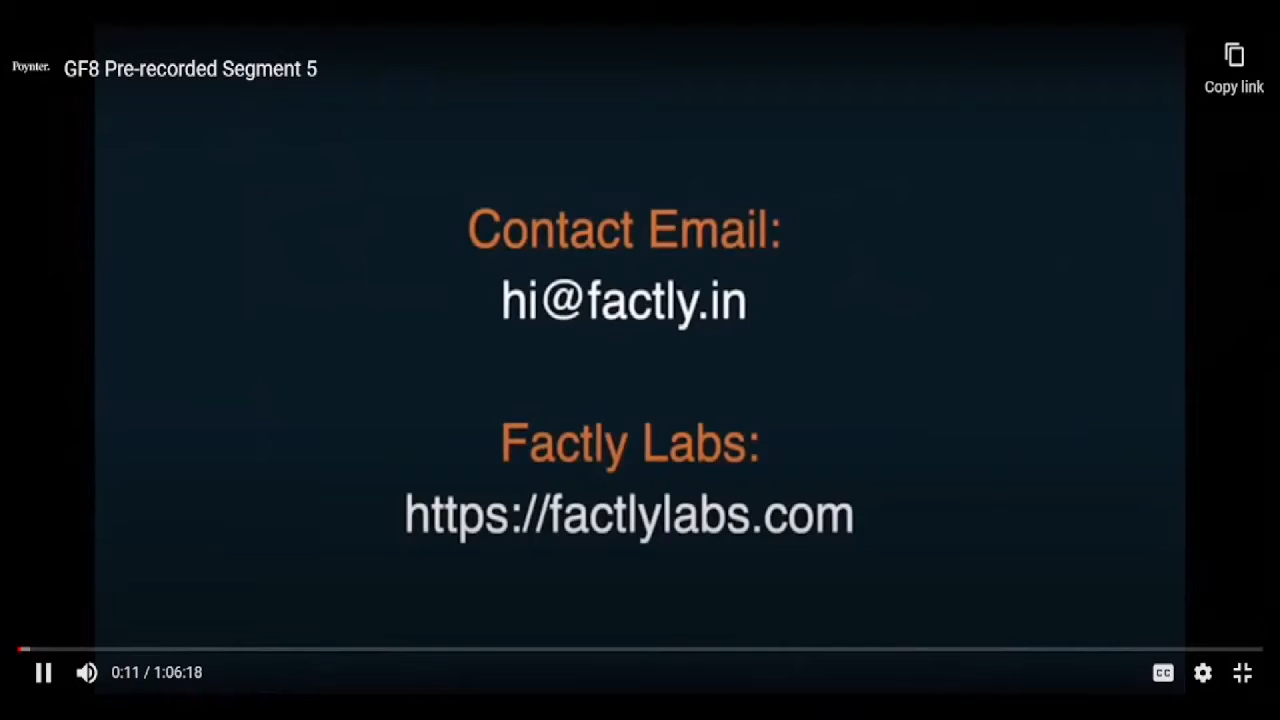 Poynter. GF8 Pre-recorded Segment 5
Copy link
Contact Email:
hi@factly.in
Factly Labs:
https://factlylabs.com
0:11 / 1:06:18
CC